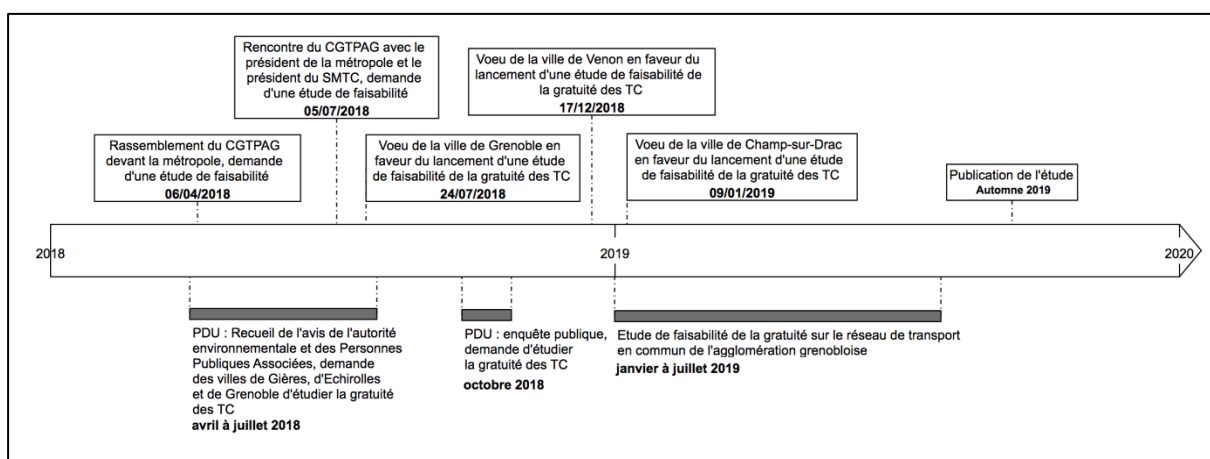 Rencontre du CGTPAG avec le
président de la métropole et le
président du SMTC, demande
d'une étude de faisabilité
05/07/2018
Voeu de la ville de Venon en faveur du
lancement d'une étude de faisabilité de
la gratuité des TC
17/12/2018
Rassemblement du CGTPAG
devant la métropole, demande
d'une étude de faisabilité
06/04/2018
Voeu de la ville de Grenoble en
faveur du lancement d'une étude
de faisabilité de la gratuité des TC
24/07/2018
Voeu de la ville de Champ-sur-Drac
en faveur du lancement d'une étude
de faisabilité de la gratuité des TC
09/01/2019
Publication de l'étude
Automne 2019
2018
2019
2020
PDU : Recueil de l'avis de l'autorité
environnementale et des Personnes
Publiques Associées, demande
des villes de Gières, d'Echirolles
et de Grenoble d'étudier la gratuité
des TC
avril à juillet 2018
PDU : enquête publique,
demande d'étudier
la gratuité des TC
octobre 2018
Etude de faisabilité de la gratuité sur le réseau de transport
en commun de l'agglomération grenobloise
janvier à juillet 2019